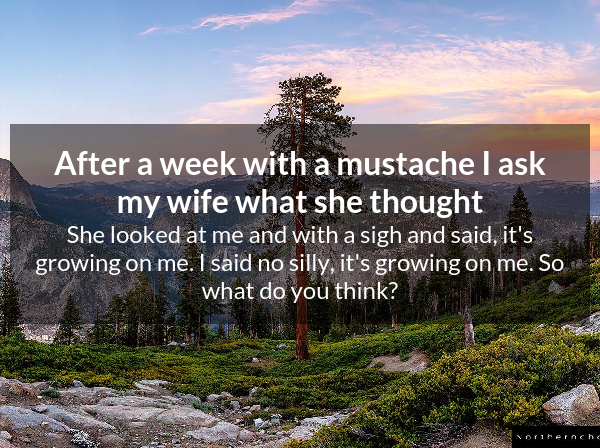 After a week with a mustache I ask
my wife what she thought
She looked at me and with a sigh and said, it's
growing on me. I said no silly, it's growing on me. So
what do you think?